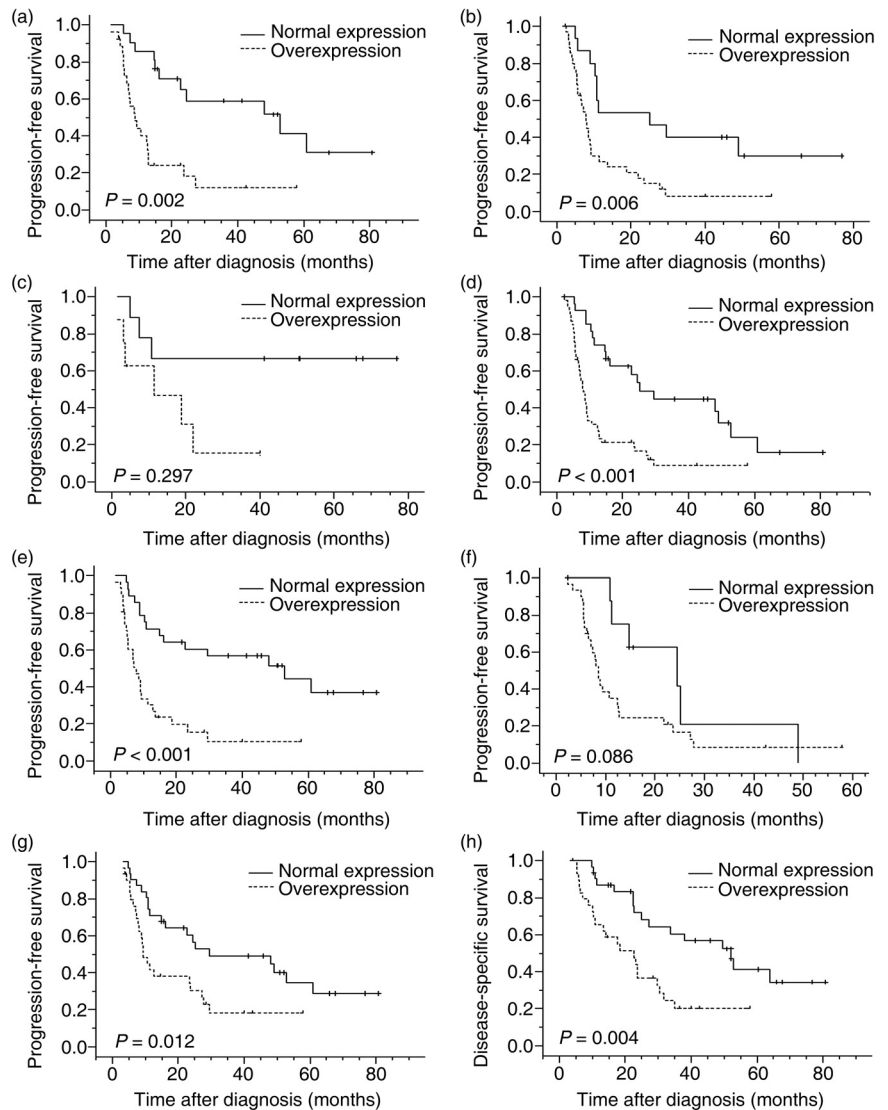 (a)
Progression-free survival
1.0
0.8
0.6
0.4
0.2
0.0
Normal expression
Overexpression
P = 0.002
0 20 40 60 80
Time after diagnosis (months)
(b)
Progression-free survival
1.0
0.8
0.6
0.4
0.2
0.0
Normal expression
Overexpression
P = 0.006
0 20 40 60 80
Time after diagnosis (months)
(c)
Progression-free survival
1.0
0.8
0.6
0.4
0.2
0.0
Normal expression
Overexpression
P = 0.297
0 20 40 60 80
Time after diagnosis (months)
(d)
Progression-free survival
1.0
0.8
0.6
0.4
0.2
0.0
Normal expression
Overexpression
P < 0.001
0 20 40 60 80
Time after diagnosis (months)
(e)
Progression-free survival
1.0
0.8
0.6
0.4
0.2
0.0
Normal expression
Overexpression
P < 0.001
0 20 40 60 80
Time after diagnosis (months)
(f)
Progression-free survival
1.0
0.8
0.6
0.4
0.2
0.0
Normal expression
Overexpression
P = 0.086
0 10 20 30 40 50 60
Time after diagnosis (months)
(g)
Progression-free survival
1.0
0.8
0.6
0.4
0.2
0.0
Normal expression
Overexpression
P = 0.012
0 20 40 60 80
Time after diagnosis (months)
(h)
Disease-specific survival
1.0
0.8
0.6
0.4
0.2
0.0
Normal expression
Overexpression
P = 0.004
0 20 40 60 80
Time after diagnosis (months)